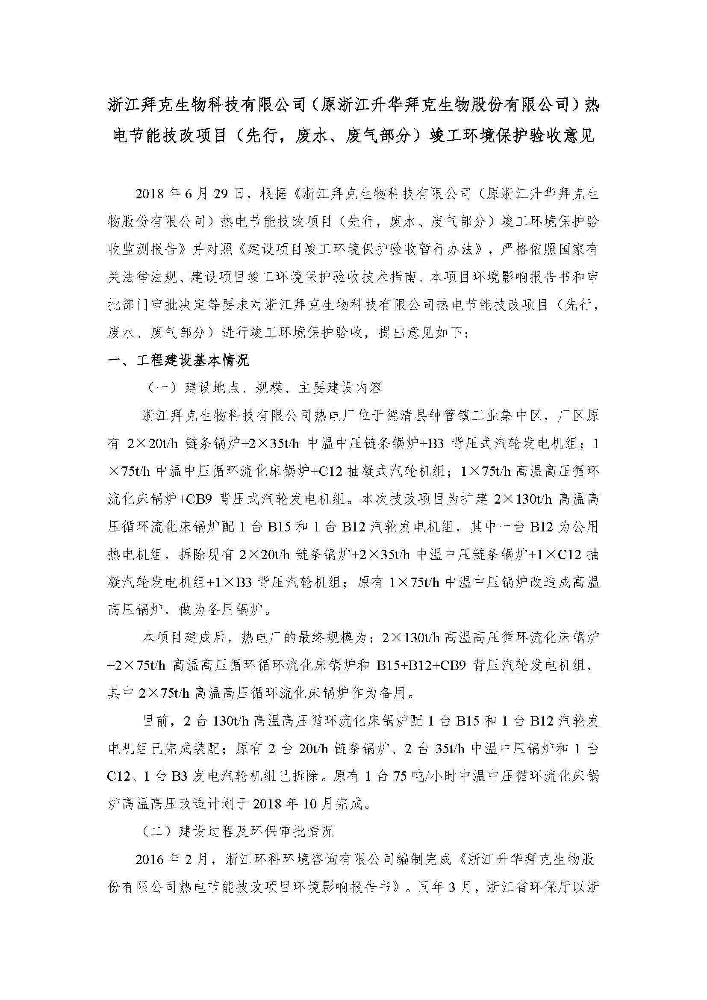 浙江拜克生物科技有限公司（原浙江升华拜克生物股份有限公司）热
电节能技改项目（先行，废水、废气部分）竣工环境保护验收意见
2018 年 6 月 29 日，根据《浙江拜克生物科技有限公司（原浙江升华拜克生
物股份有限公司）热电节能技改项目（先行，废水、废气部分）竣工环境保护验
收监测报告》并对照《建设项目竣工环境保护验收暂行办法》，严格依照国家有
关法律法规、建设项目竣工环境保护验收技术指南、本项目环境影响报告书和审
批部门审批决定等要求对浙江拜克生物科技有限公司热电节能技改项目（先行，
废水、废气部分）进行竣工环境保护验收，提出意见如下：
一、工程建设基本情况
（一）建设地点、规模、主要建设内容
浙江拜克生物科技有限公司热电厂位于德清县钟管镇工业集中区，厂区原
有 2×20t/h 链条锅炉+2×35t/h 中温中压链条锅炉+B3 背压式汽轮发电机组；1
×75t/h 中温中压循环流化床锅炉+C12 抽凝式汽轮机组；1×75t/h 高温高压循环
流化床锅炉+CB9 背压式汽轮发电机组。本次技改项目为扩建 2×130t/h 高温高
压循环流化床锅炉配 1 台 B15 和 1 台 B12 汽轮发电机组，其中一台 B12 为公用
热电机组，拆除现有 2×20t/h 链条锅炉+2×35t/h 中温中压链条锅炉+1×C12 抽
凝汽轮发电机组+1×B3 背压汽轮机组；原有 1×75t/h 中温中压锅炉改造成高温
高压锅炉，做为备用锅炉。
本项目建成后，热电厂的最终规模为：2×130t/h 高温高压循环流化床锅炉
+2×75t/h 高温高压循环循环流化床锅炉和 B15+B12+CB9 背压汽轮发电机组，
其中 2×75t/h 高温高压循环流化床锅炉作为备用。
目前，2 台 130t/h 高温高压循环流化床锅炉配 1 台 B15 和 1 台 B12 汽轮发
电机组已完成装配；原有 2 台 20t/h 链条锅炉、2 台 35t/h 中温中压锅炉和 1 台
C12、1 台 B3 发电汽轮机组已拆除。原有 1 台 75 吨/小时中温中压循环流化床锅
炉高温高压改造计划于 2018 年 10 月完成。
（二）建设过程及环保审批情况
2016 年 2 月，浙江环科环境咨询有限公司编制完成《浙江升华拜克生物股
份有限公司热电节能技改项目环境影响报告书》。同年 3 月，浙江省环保厅以浙